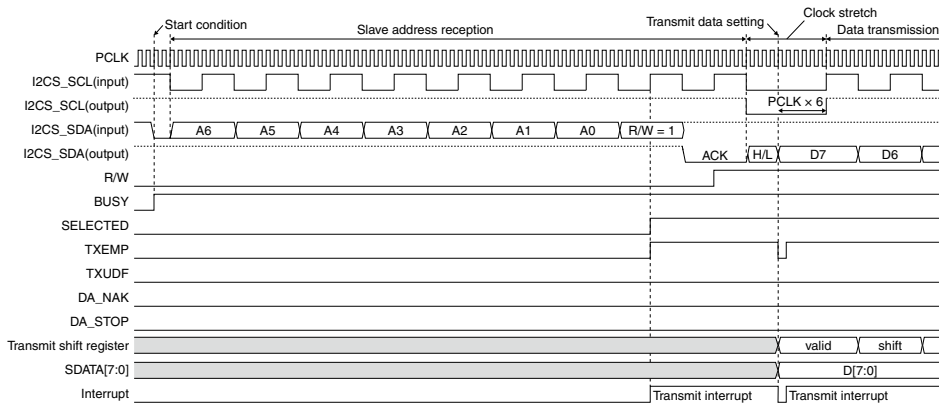 Start condition
Slave address reception
Transmit data setting
Clock stretch
Data transmission
PCLK
I2CS_SCL(input)
I2CS_SCL(output)
PCLK × 6
I2CS_SDA(input)
A6 A5 A4 A3 A2 A1 A0 R/W = 1
I2CS_SDA(output)
ACK H/L D7 D6
R/W
BUSY
SELECTED
TXEMP
TXUDF
DA_NAK
DA_STOP
Transmit shift register
valid shift
SDATA[7:0]
D[7:0]
Interrupt
Transmit interrupt Transmit interrupt